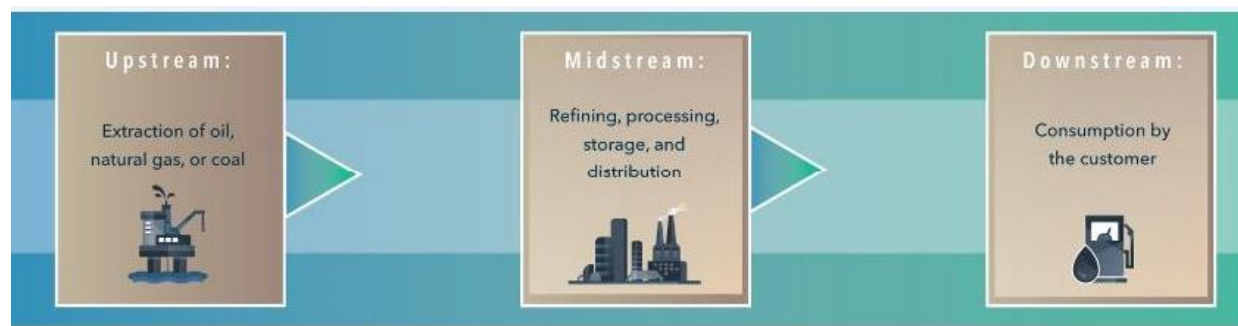 Upstream:
Extraction of oil,
natural gas, or coal
Midstream:
Refining, processing,
storage, and
distribution
Downstream:
Consumption by
the customer